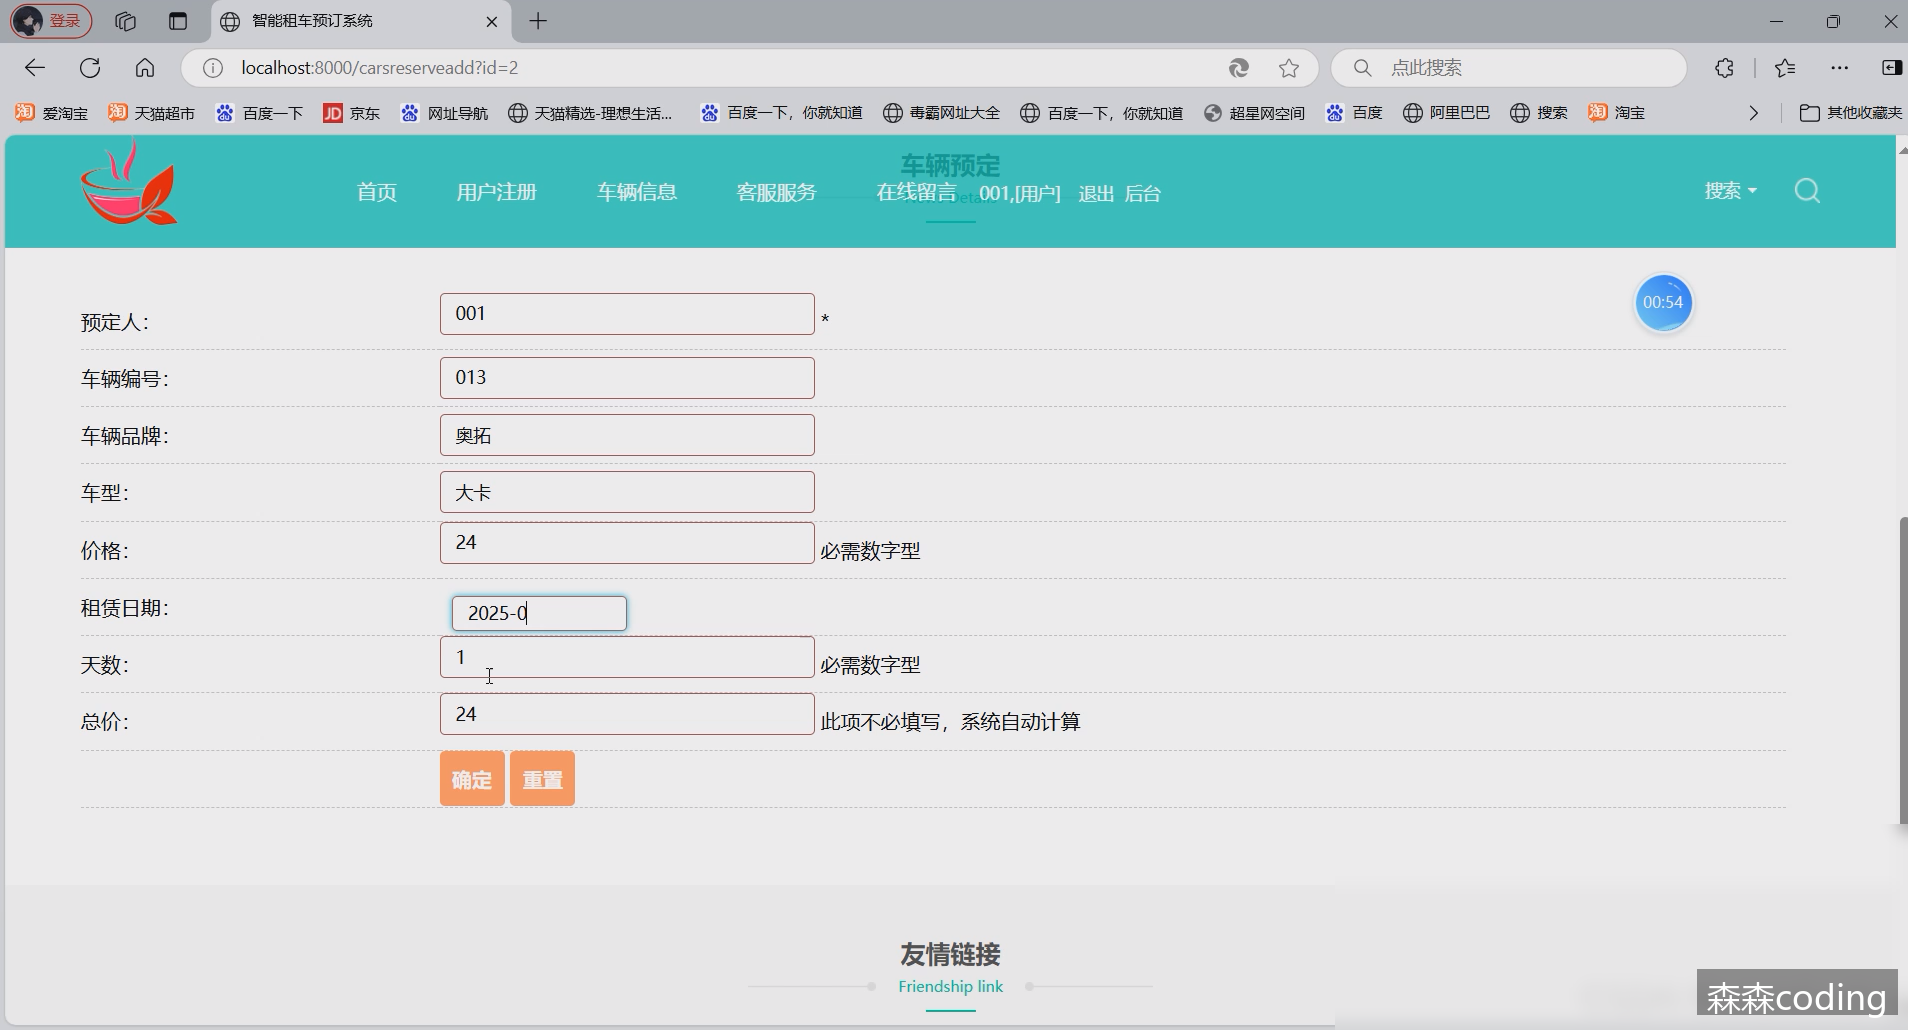 登录
智能租车预订系统
localhost:8000/carsreserveadd?id=2
点此搜索
爱淘宝 天猫超市 百度一下 京东 网址导航 天猫精选-理想生活... 百度一下，你就知道 毒霸网址大全 百度一下，你就知道 超星网空间 百度 阿里巴巴 搜索 淘宝 其他收藏夹
车辆预定
首页 用户注册 车辆信息 客服服务 在线留言 001,[用户] 退出 后台 搜索
00:54
预定人： 001 *
车辆编号： 013
车辆品牌： 奥拓
车型： 大卡
价格： 24 必需数字型
租赁日期： 2025-0
天数： 1 必需数字型
总价： 24 此项不必填写，系统自动计算
确定 重置
友情链接
Friendship link
森森coding